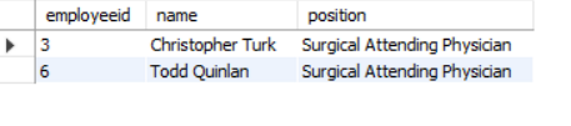 employeeid name position
3 Christopher Turk Surgical Attending Physician
6 Todd Quinlan Surgical Attending Physician